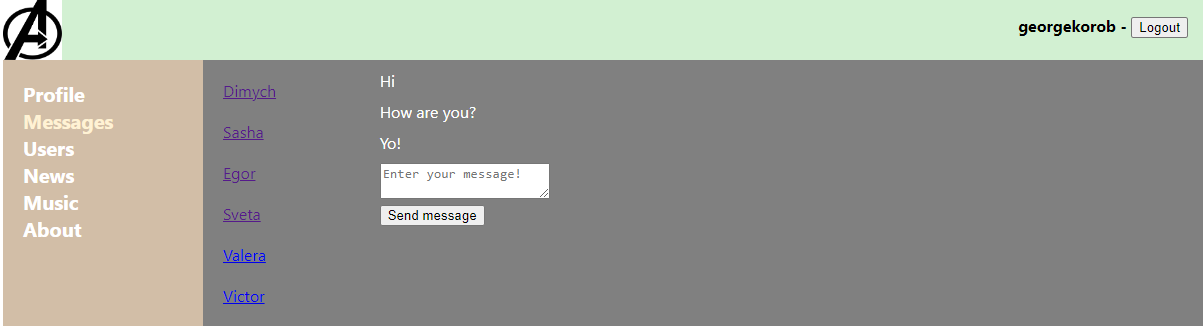 georgekorob - Logout
Profile
Messages
Users
News
Music
About
Dimych
Sasha
Egor
Sveta
Valera
Victor
Hi
How are you?
Yo!
Enter your message!
Send message